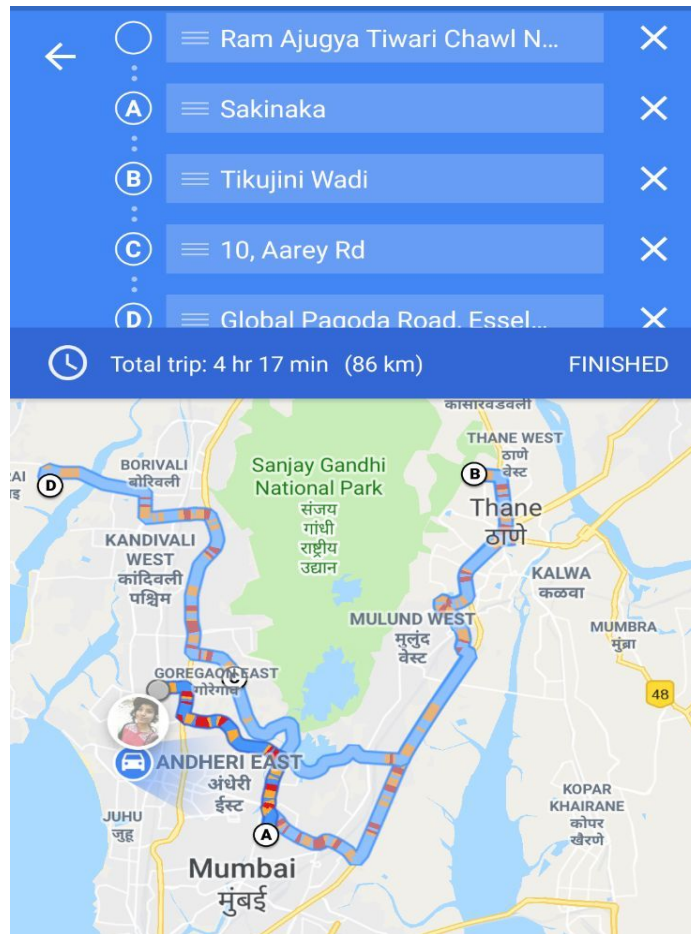 Ram Ajugya Tiwari Chawl N...
A
Sakinaka
B
Tikujini Wadi
C
10, Aarey Rd
D
Global Pagoda Road, Essel...
Total trip: 4 hr 17 min (86 km)
FINISHED
कासारवडवली
THANE WEST
ठाणे
वेस्ट
B
Thane
ठाणे
BORIVALI
बोरिवली
Sanjay Gandhi
National Park
संजय
गांधी
राष्ट्रीय
उद्यान
D
KANDIVALI
WEST
कांदिवली
पश्चिम
KALWA
कळवा
MULUND WEST
मुलुंद
वेस्ट
MUMBRA
मुंब्रा
GOREGAON EAST
गोरेगाव
C
48
ANDHERI EAST
अंधेरी
ईस्ट
JUHU
जुहू
A
KOPAR
KHAIRANE
कोपर
खैरणे
Mumbai
मुंबई